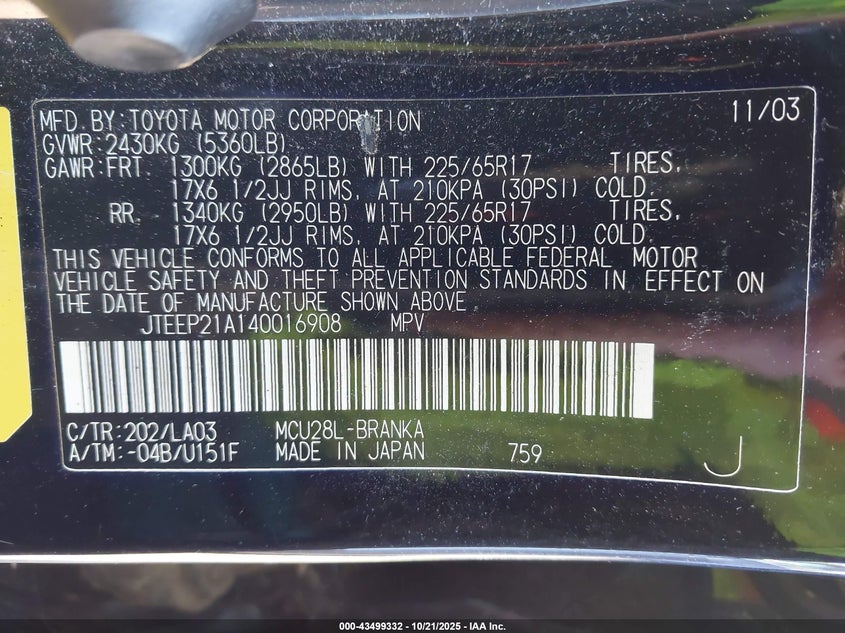 MFD. BY: TOYOTA MOTOR CORPORATION 11/03
GVWR: 2430KG (5360LB)
GAWR: FRT. 1300KG (2865LB) WITH 225/65R17 TIRES,
17X6 1/2JJ RIMS, AT 210KPA (30PSI) COLD.
RR. 1340KG (2950LB) WITH 225/65R17 TIRES,
17X6 1/2JJ RIMS, AT 210KPA (30PSI) COLD.
THIS VEHICLE CONFORMS TO ALL APPLICABLE FEDERAL MOTOR
VEHICLE SAFETY AND THEFT PREVENTION STANDARDS IN EFFECT ON
THE DATE OF MANUFACTURE SHOWN ABOVE
JTEEP21A140016908 MPV
C/TR: 202/LA03 MCU28L-BRANKA
A/TM: -04B/U151F MADE IN JAPAN 759 J
000-43499332 - 10/21/2025 - IAA Inc.